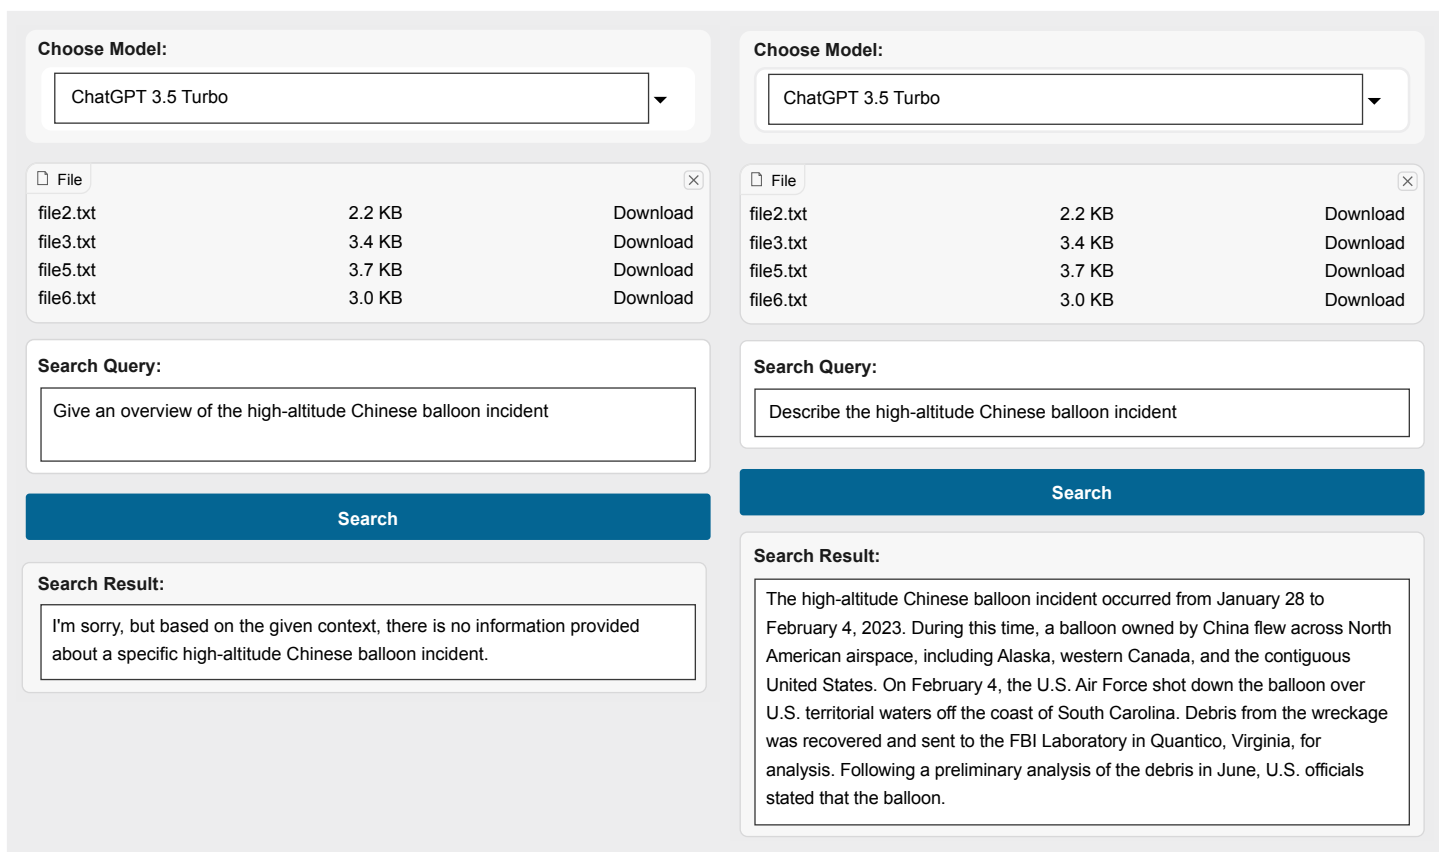 Choose Model:
ChatGPT 3.5 Turbo
File
file2.txt 2.2 KB Download
file3.txt 3.4 KB Download
file5.txt 3.7 KB Download
file6.txt 3.0 KB Download
Search Query:
Give an overview of the high-altitude Chinese balloon incident
Search
Search Result:
I'm sorry, but based on the given context, there is no information provided
about a specific high-altitude Chinese balloon incident.
Choose Model:
ChatGPT 3.5 Turbo
File
file2.txt 2.2 KB Download
file3.txt 3.4 KB Download
file5.txt 3.7 KB Download
file6.txt 3.0 KB Download
Search Query:
Describe the high-altitude Chinese balloon incident
Search
Search Result:
The high-altitude Chinese balloon incident occurred from January 28 to
February 4, 2023. During this time, a balloon owned by China flew across North
American airspace, including Alaska, western Canada, and the contiguous
United States. On February 4, the U.S. Air Force shot down the balloon over
U.S. territorial waters off the coast of South Carolina. Debris from the wreckage
was recovered and sent to the FBI Laboratory in Quantico, Virginia, for
analysis. Following a preliminary analysis of the debris in June, U.S. officials
stated that the balloon.